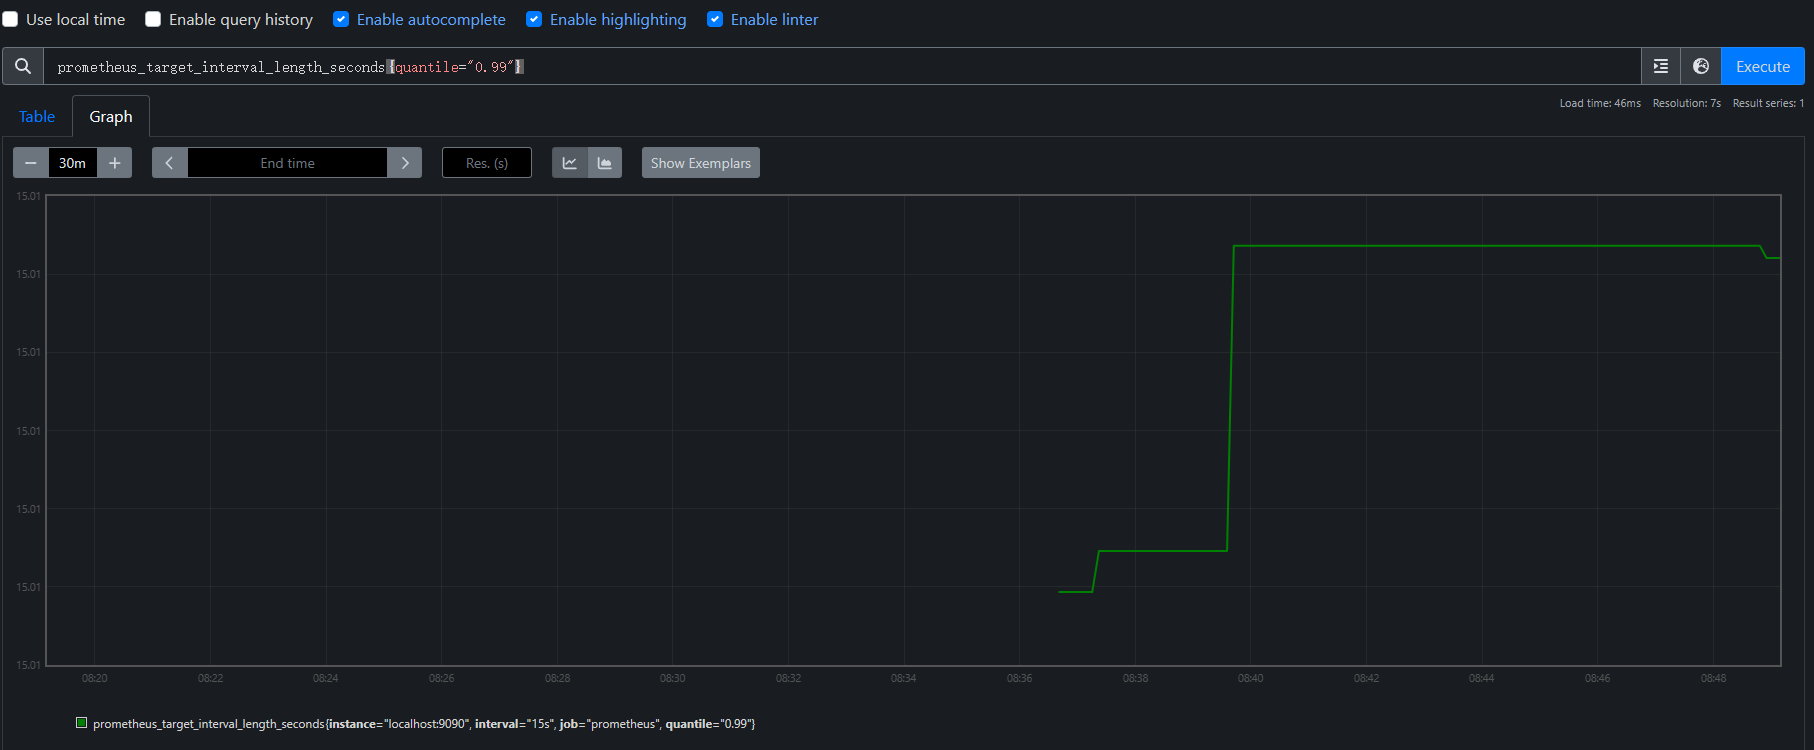 Use local time Enable query history Enable autocomplete Enable highlighting Enable linter
prometheus_target_interval_length_seconds{quantile="0.99"} Execute
Load time: 46ms Resolution: 7s Result series: 1
Table Graph
− 30m + End time Res. (s) Show Exemplars
15.01
15.01
15.01
15.01
15.01
15.01
15.01
08:20 08:22 08:24 08:26 08:28 08:30 08:32 08:34 08:36 08:38 08:40 08:42 08:44 08:46 08:48
prometheus_target_interval_length_seconds{instance="localhost:9090", interval="15s", job="prometheus", quantile="0.99"}